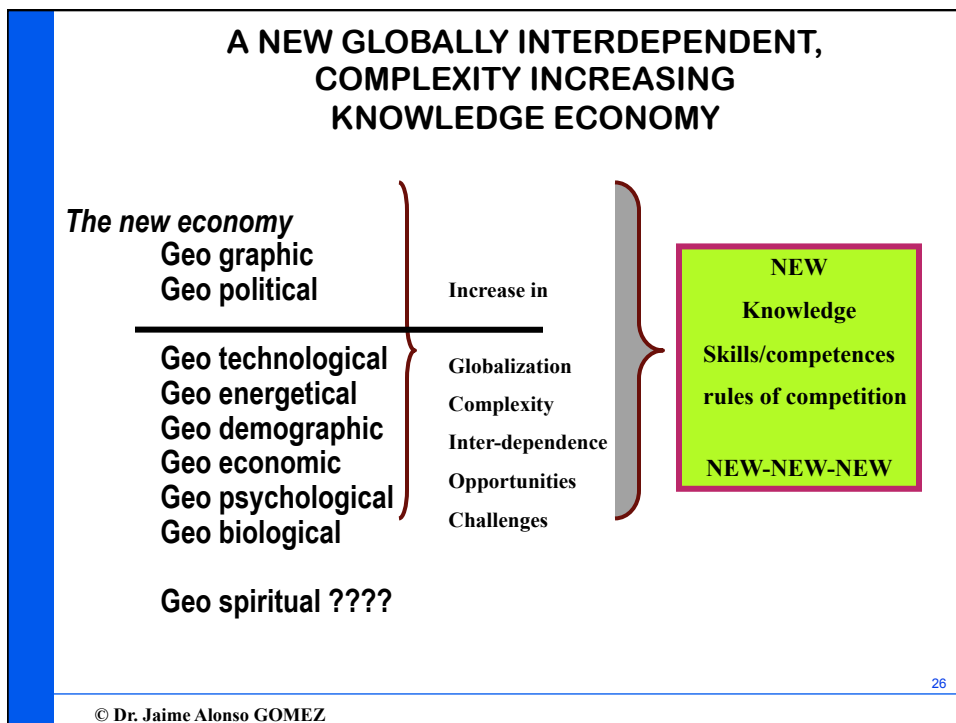 A NEW GLOBALLY INTERDEPENDENT,
COMPLEXITY INCREASING
KNOWLEDGE ECONOMY
The new economy
Geo graphic
Geo political
Geo technological
Geo energetical
Geo demographic
Geo economic
Geo psychological
Geo biological
Geo spiritual ????
Increase in
Globalization
Complexity
Inter-dependence
Opportunities
Challenges
NEW
Knowledge
Skills/competences
rules of competition
NEW-NEW-NEW
26
© Dr. Jaime Alonso GOMEZ